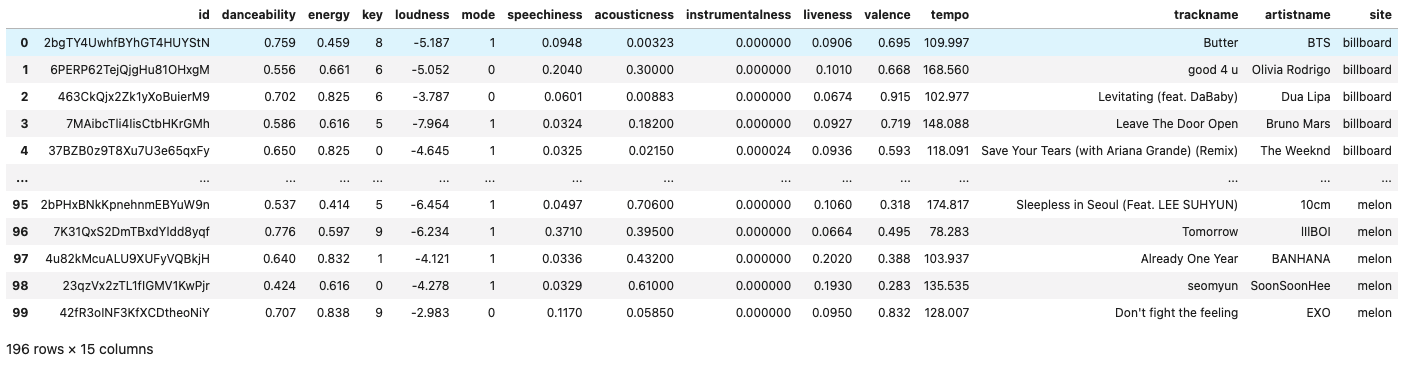 id danceability energy key loudness mode speechiness acousticness instrumentalness liveness valence tempo trackname artistname site
0 2bgTY4UwhfBYhGT4HUYStN 0.759 0.459 8 -5.187 1 0.0948 0.00323 0.000000 0.0906 0.695 109.997 Butter BTS billboard
1 6PERP62TejQjgHu81OHxgM 0.556 0.661 6 -5.052 0 0.2040 0.30000 0.000000 0.1010 0.668 168.560 good 4 u Olivia Rodrigo billboard
2 463CkQjx2Zk1yXoBuierM9 0.702 0.825 6 -3.787 0 0.0601 0.00883 0.000000 0.0674 0.915 102.977 Levitating (feat. DaBaby) Dua Lipa billboard
3 7MAibcTli4IisCtbHKrGMh 0.586 0.616 5 -7.964 1 0.0324 0.18200 0.000000 0.0927 0.719 148.088 Leave The Door Open Bruno Mars billboard
4 37BZB0z9T8Xu7U3e65qxFy 0.650 0.825 0 -4.645 1 0.0325 0.02150 0.000024 0.0936 0.593 118.091 Save Your Tears (with Ariana Grande) (Remix) The Weeknd billboard
... ... ... ... ... ... ... ... ... ... ... ... ... ... ... ...
95 2bPHxBNkKpnehnmEBYuW9n 0.537 0.414 5 -6.454 1 0.0497 0.70600 0.000000 0.1060 0.318 174.817 Sleepless in Seoul (Feat. LEE SUHYUN) 10cm melon
96 7K31QxS2DmTBxdYldd8yqf 0.776 0.597 9 -6.234 1 0.3710 0.39500 0.000000 0.0664 0.495 78.283 Tomorrow lIlBOI melon
97 4u82kMcuALU9XUFyVQBkjH 0.640 0.832 1 -4.121 1 0.0336 0.43200 0.000000 0.2020 0.388 103.937 Already One Year BANHANA melon
98 23qzVx2zTL1fIGMV1KwPjr 0.424 0.616 0 -4.278 1 0.0329 0.61000 0.000000 0.1930 0.283 135.535 seomyun SoonSoonHee melon
99 42fR3olNF3KfXCDtheoNiY 0.707 0.838 9 -2.983 0 0.1170 0.05850 0.000000 0.0950 0.832 128.007 Don't fight the feeling EXO melon
196 rows × 15 columns